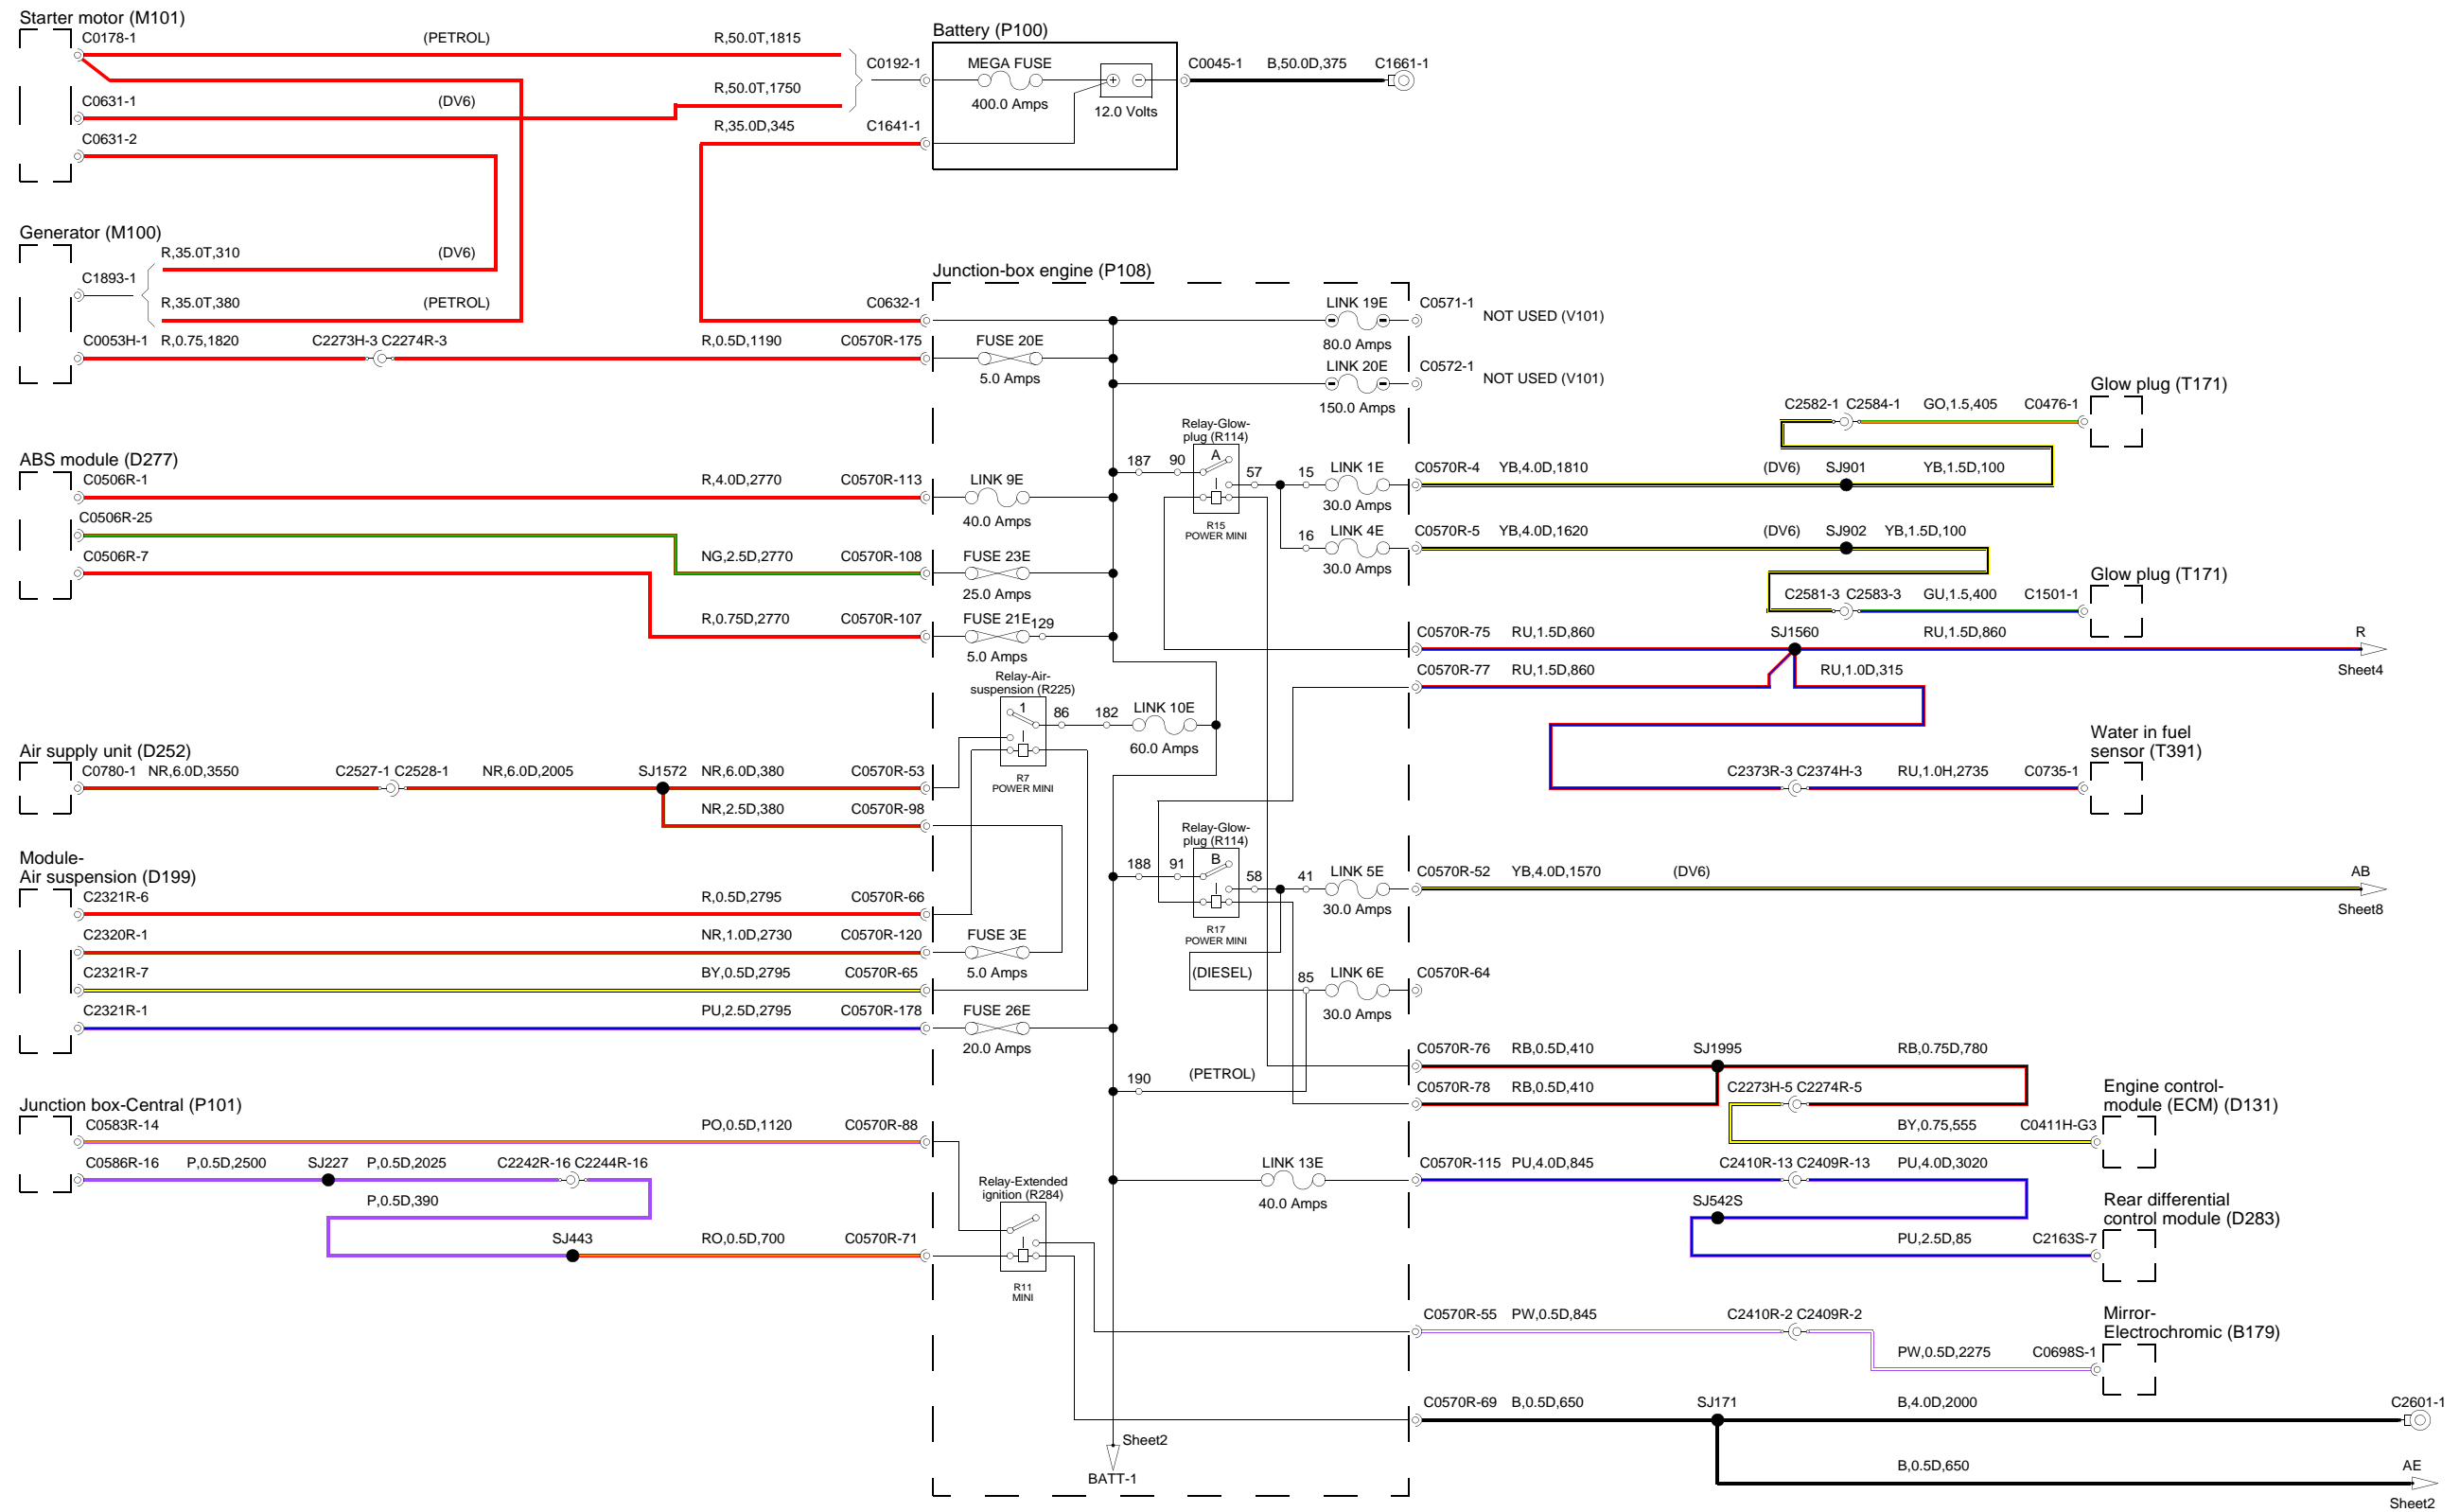 Starter motor (M101)
C0178-1 (PETROL) R,50.0T,1815
C0631-1 (DV6) R,50.0T,1750
C0631-2 R,35.0D,345 C1641-1
Battery (P100)
C0192-1 MEGA FUSE + - C0045-1 B,50.0D,375 C1661-1
400.0 Amps 12.0 Volts
Generator (M100)
R,35.0T,310 (DV6)
C1893-1
R,35.0T,380 (PETROL)
C0053H-1 R,0.75,1820 C2273H-3 C2274R-3 R,0.5D,1190 C0570R-175
Junction-box engine (P108)
C0632-1
FUSE 20E
5.0 Amps
LINK 19E C0571-1 NOT USED (V101)
80.0 Amps
LINK 20E C0572-1 NOT USED (V101)
150.0 Amps
ABS module (D277)
C0506R-1 R,4.0D,2770 C0570R-113 LINK 9E
40.0 Amps
C0506R-25
C0506R-7 NG,2.5D,2770 C0570R-108 FUSE 23E
25.0 Amps
R,0.75D,2770 C0570R-107 FUSE 21E 129
5.0 Amps
Relay-Glow-
plug (R114)
A
187 90 57 15 LINK 1E C0570R-4 YB,4.0D,1810 (DV6) SJ901 YB,1.5D,100
30.0 Amps
R15
POWER MINI
16 LINK 4E C0570R-5 YB,4.0D,1620 (DV6) SJ902 YB,1.5D,100
30.0 Amps
Glow plug (T171)
C2582-1 C2584-1 GO,1.5,405 C0476-1
Glow plug (T171)
C2581-3 C2583-3 GU,1.5,400 C1501-1
C0570R-75 RU,1.5D,860 SJ1560 RU,1.5D,860 R
Sheet4
C0570R-77 RU,1.5D,860 RU,1.0D,315
Relay-Air-
suspension (R225)
1 86 182 LINK 10E
60.0 Amps
R7
POWER MINI
Water in fuel
sensor (T391)
C2373R-3 C2374H-3 RU,1.0H,2735 C0735-1
Air supply unit (D252)
C0780-1 NR,6.0D,3550 C2527-1 C2528-1 NR,6.0D,2005 SJ1572 NR,6.0D,380 C0570R-53
NR,2.5D,380 C0570R-98
Relay-Glow-
plug (R114)
B
188 91 58 41 LINK 5E C0570R-52 YB,4.0D,1570 (DV6) AB
30.0 Amps Sheet8
R17
POWER MINI
(DIESEL) 85 LINK 6E C0570R-64
30.0 Amps
Module-
Air suspension (D199)
C2321R-6 R,0.5D,2795 C0570R-66
C2320R-1 NR,1.0D,2730 C0570R-120 FUSE 3E
5.0 Amps
C2321R-7 BY,0.5D,2795 C0570R-65
C2321R-1 PU,2.5D,2795 C0570R-178 FUSE 26E
20.0 Amps
190 (PETROL)
C0570R-76 RB,0.5D,410 SJ1995 RB,0.75D,780
C0570R-78 RB,0.5D,410 C2273H-5 C2274R-5
Engine control-
module (ECM) (D131)
BY,0.75,555 C0411H-G3
Junction box-Central (P101)
C0583R-14 PO,0.5D,1120 C0570R-88
C0586R-16 P,0.5D,2500 SJ227 P,0.5D,2025 C2242R-16 C2244R-16
P,0.5D,390
SJ443 RO,0.5D,700 C0570R-71
Relay-Extended
ignition (R284)
R11
MINI
LINK 13E C0570R-115 PU,4.0D,845 C2410R-13 C2409R-13 PU,4.0D,3020
40.0 Amps
SJ542S
Rear differential
control module (D283)
PU,2.5D,85 C2163S-7
C0570R-55 PW,0.5D,845 C2410R-2 C2409R-2
Mirror-
Electrochromic (B179)
PW,0.5D,2275 C0698S-1
C0570R-69 B,0.5D,650 SJ171 B,4.0D,2000 C2601-1
Sheet2
BATT-1
B,0.5D,650 AE
Sheet2